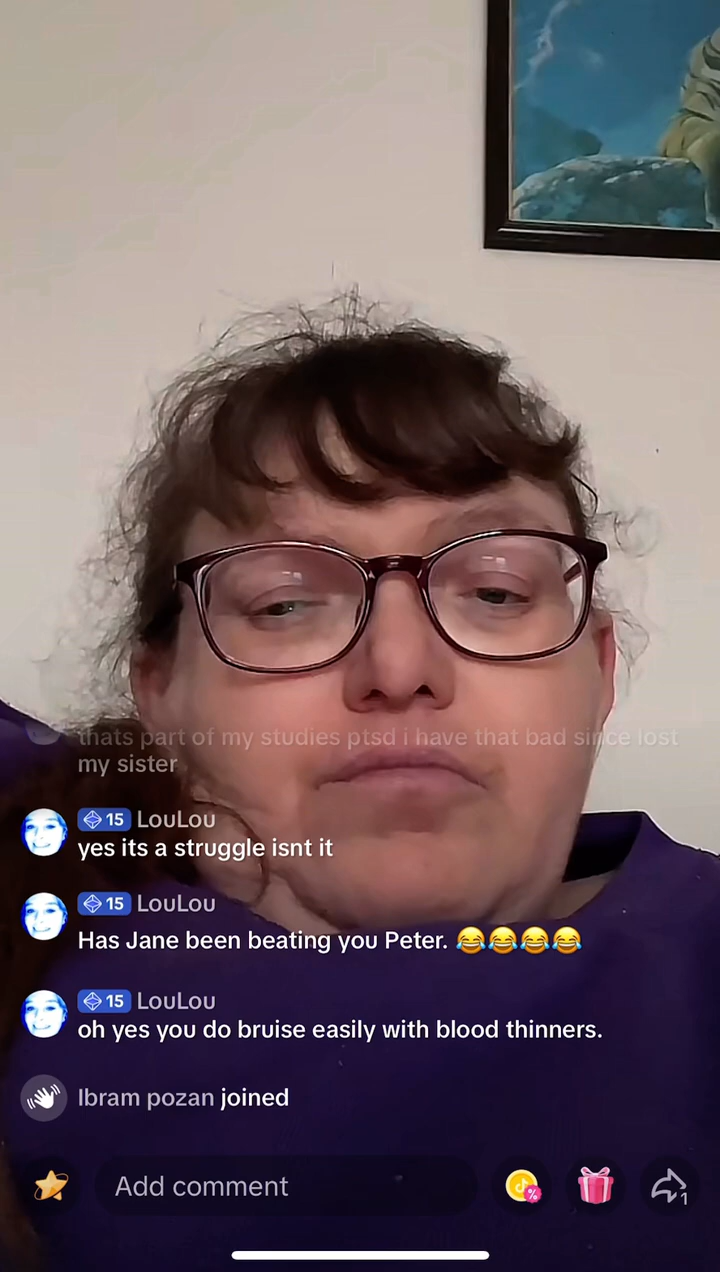 thats part of my studies ptsd i have that bad since lost
my sister
15 LouLou
yes its a struggle isnt it
15 LouLou
Has Jane been beating you Peter. 😂😂😂😂
15 LouLou
oh yes you do bruise easily with blood thinners.
Ibram pozan joined
Add comment
1